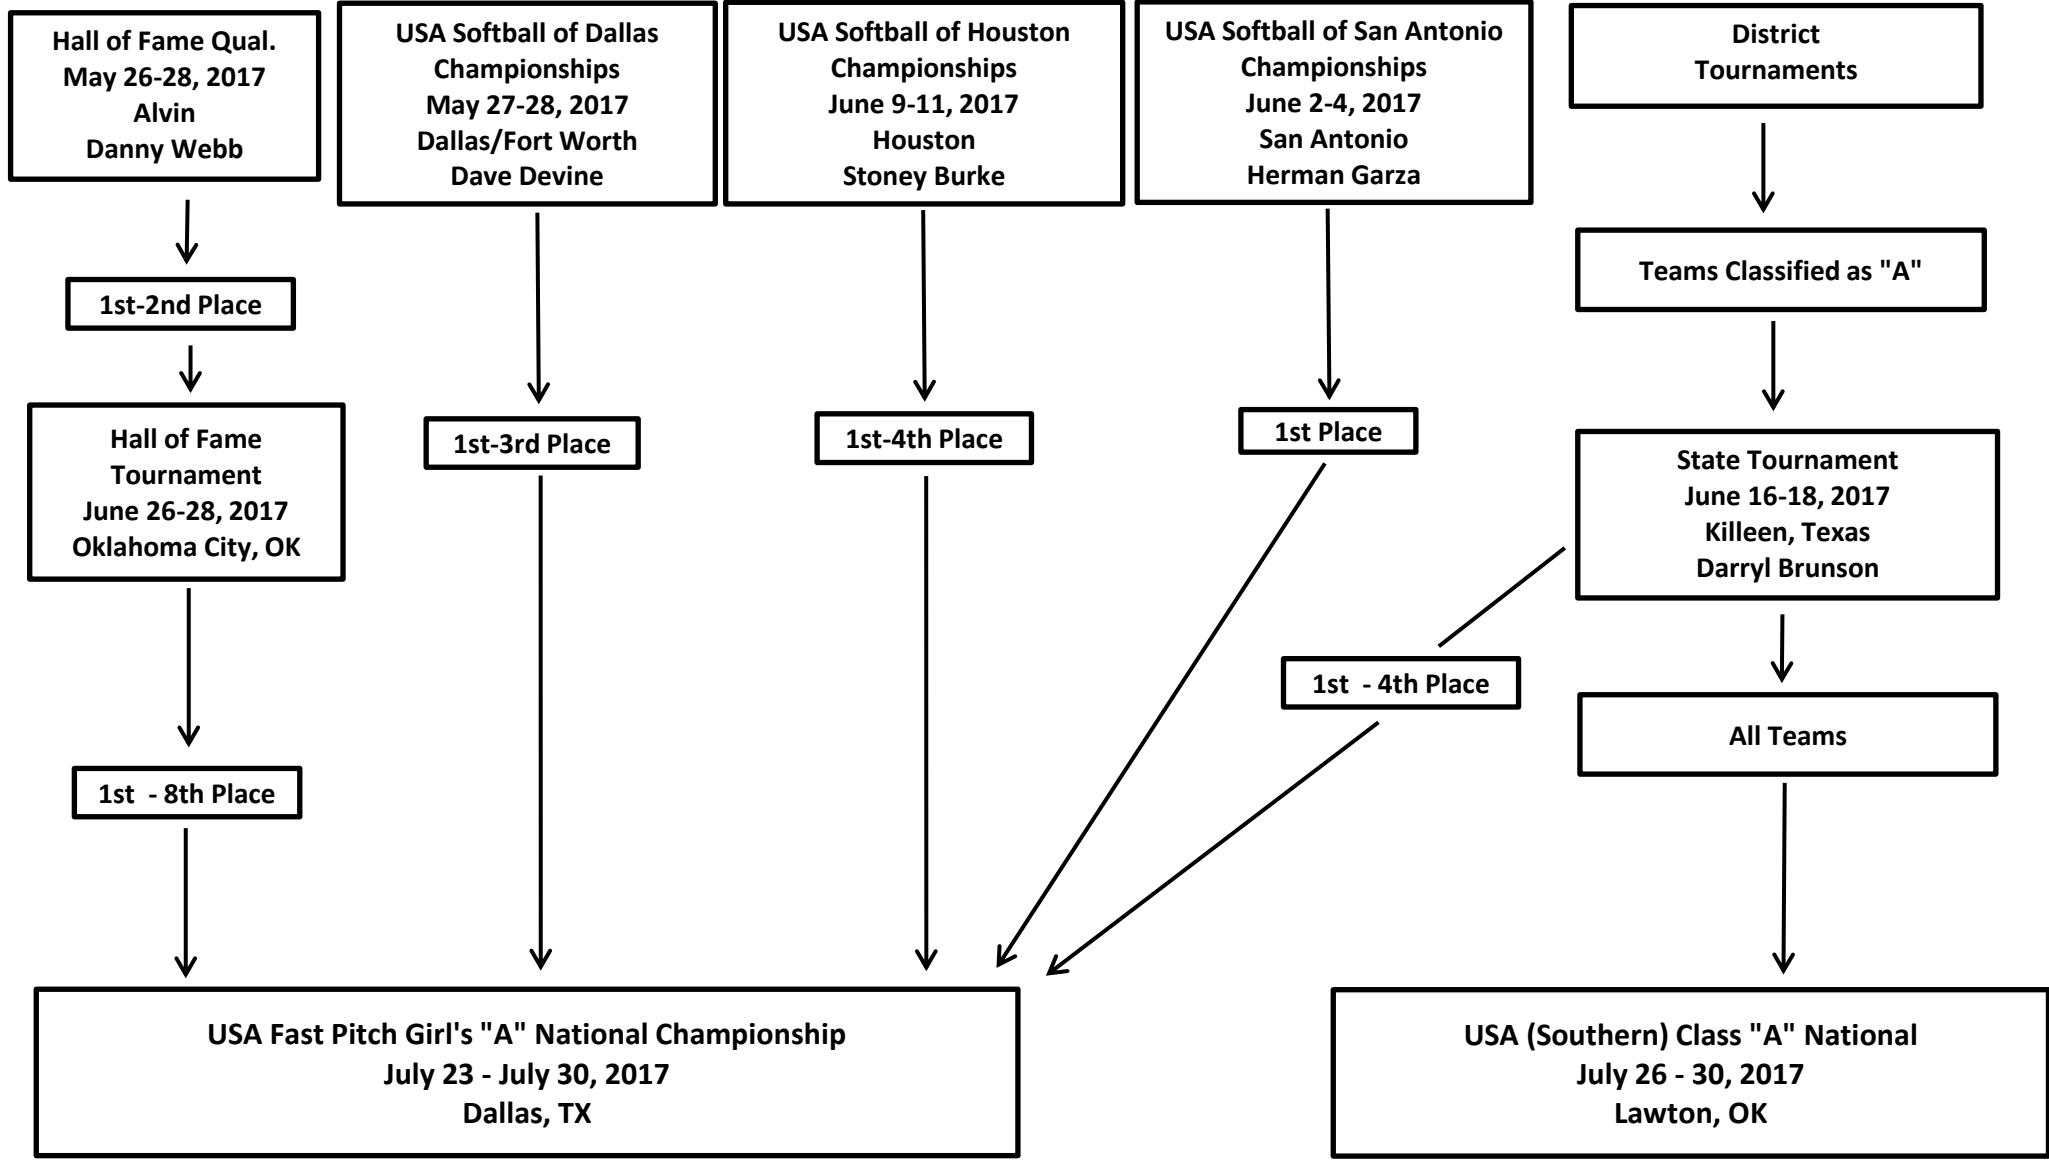 Hall of Fame Qual.
May 26-28, 2017
Alvin
Danny Webb
USA Softball of Dallas
Championships
May 27-28, 2017
Dallas/Fort Worth
Dave Devine
USA Softball of Houston
Championships
June 9-11, 2017
Houston
Stoney Burke
USA Softball of San Antonio
Championships
June 2-4, 2017
San Antonio
Herman Garza
District
Tournaments
Teams Classified as "A"
1st-2nd Place
Hall of Fame
Tournament
June 26-28, 2017
Oklahoma City, OK
1st-3rd Place
1st-4th Place
1st Place
State Tournament
June 16-18, 2017
Killeen, Texas
Darryl Brunson
1st  - 4th Place
All Teams
1st  - 8th Place
USA Fast Pitch Girl's "A" National Championship
July 23 - July 30, 2017
Dallas, TX
USA (Southern) Class "A" National
July 26 - 30, 2017
Lawton, OK